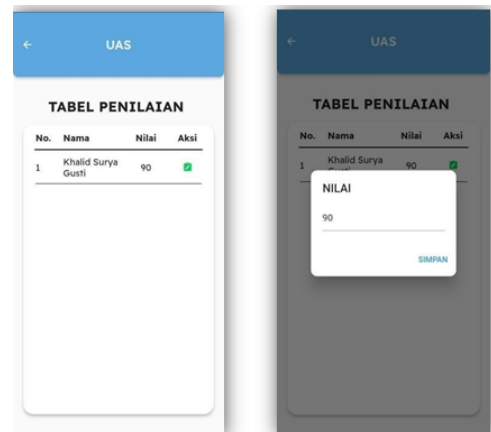 UAS
TABEL PENILAIAN
No. Nama Nilai Aksi
1 Khalid Surya Gusti 90
UAS
TABEL PENILAIAN
No. Nama Nilai Aksi
1 Khalid Surya 90
NILAI
90
SIMPAN